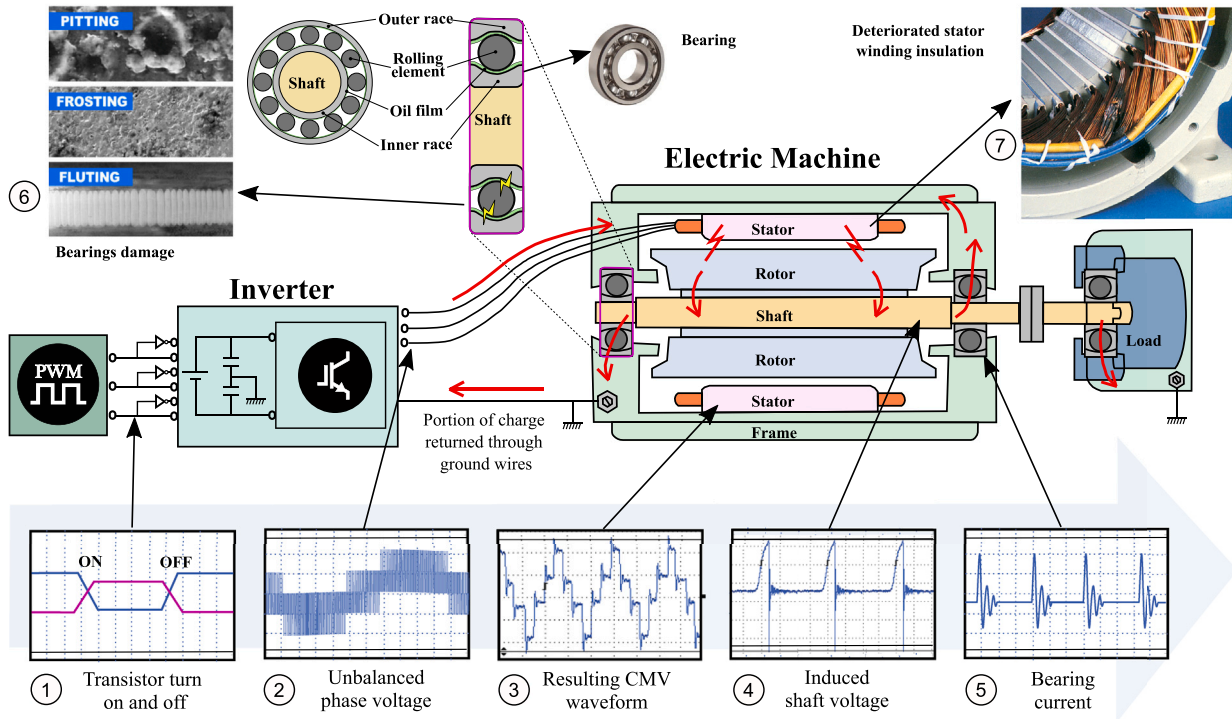 PITTING
FROSTING
FLUTING
6
Bearings damage
Outer race
Rolling
element
Shaft
Oil film
Inner race
Shaft
Bearing
Deteriorated stator
winding insulation
7
Electric Machine
Stator
Rotor
Shaft
Rotor
Stator
Frame
Load
Inverter
PWM
Portion of charge
returned through
ground wires
ON
OFF
1
Transistor turn
on and off
2
Unbalanced
phase voltage
3
Resulting CMV
waveform
4
Induced
shaft voltage
5
Bearing
current